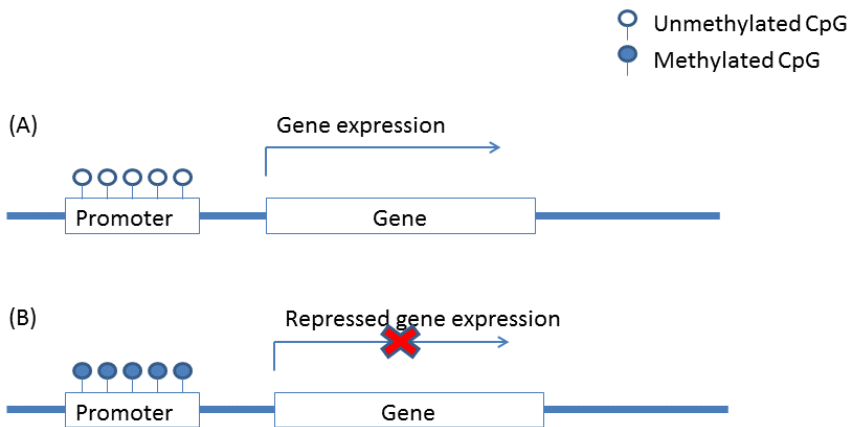 Unmethylated CpG
Methylated CpG
(A)
Gene expression
Promoter
Gene
(B)
Repressed gene expression
Promoter
Gene